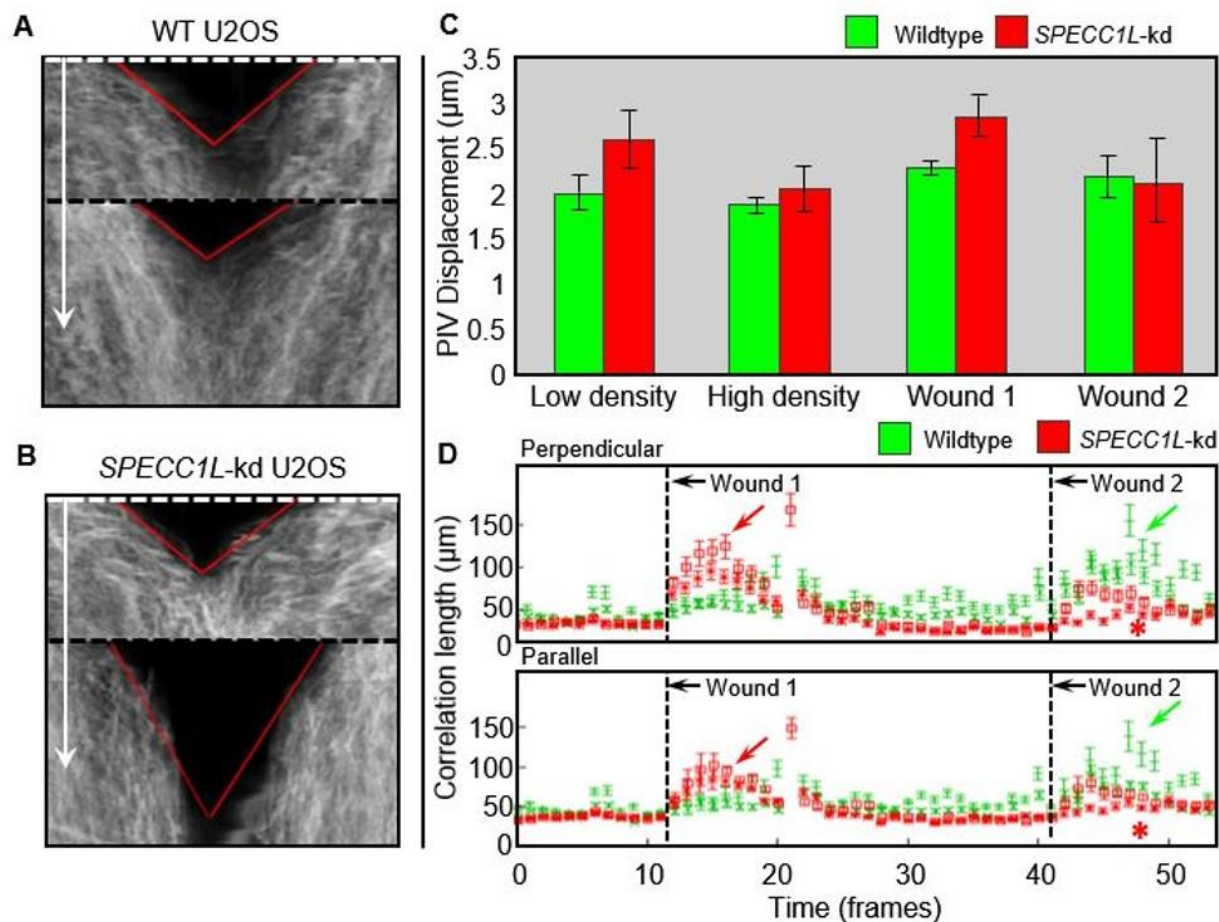 A
WT U2OS
B
SPECC1L-kd U2OS
C
Wildtype SPECC1L-kd
PIV Displacement (µm)
3.5
3
2.5
2
1.5
1
0.5
0
Low density High density Wound 1 Wound 2
D
Wildtype SPECC1L-kd
Perpendicular
Wound 1 Wound 2
150
100
50
0
Parallel
Wound 1 Wound 2
150
100
50
0
Correlation length (µm)
0 10 20 30 40 50
Time (frames)